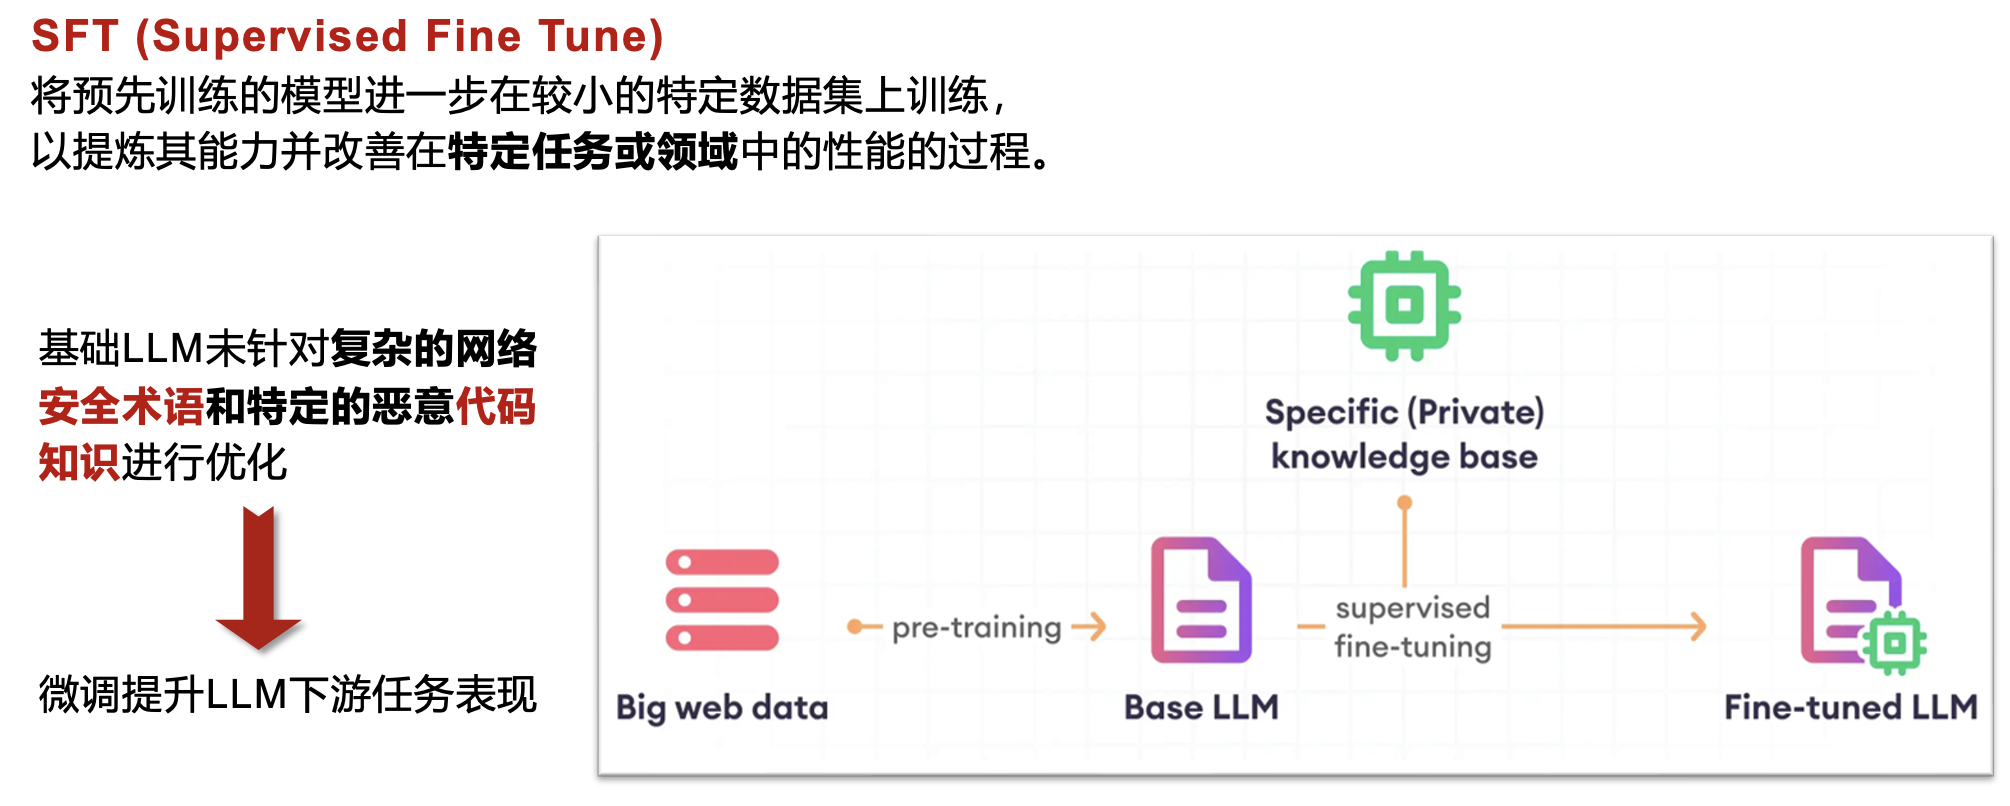 SFT (Supervised Fine Tune)
将预先训练的模型进一步在较小的特定数据集上训练，
以提炼其能力并改善在特定任务或领域中的性能的过程。
基础LLM未针对复杂的网络
安全术语和特定的恶意代码
知识进行优化
微调提升LLM下游任务表现
Specific (Private)
knowledge base
pre-training
supervised
fine-tuning
Big web data
Base LLM
Fine-tuned LLM